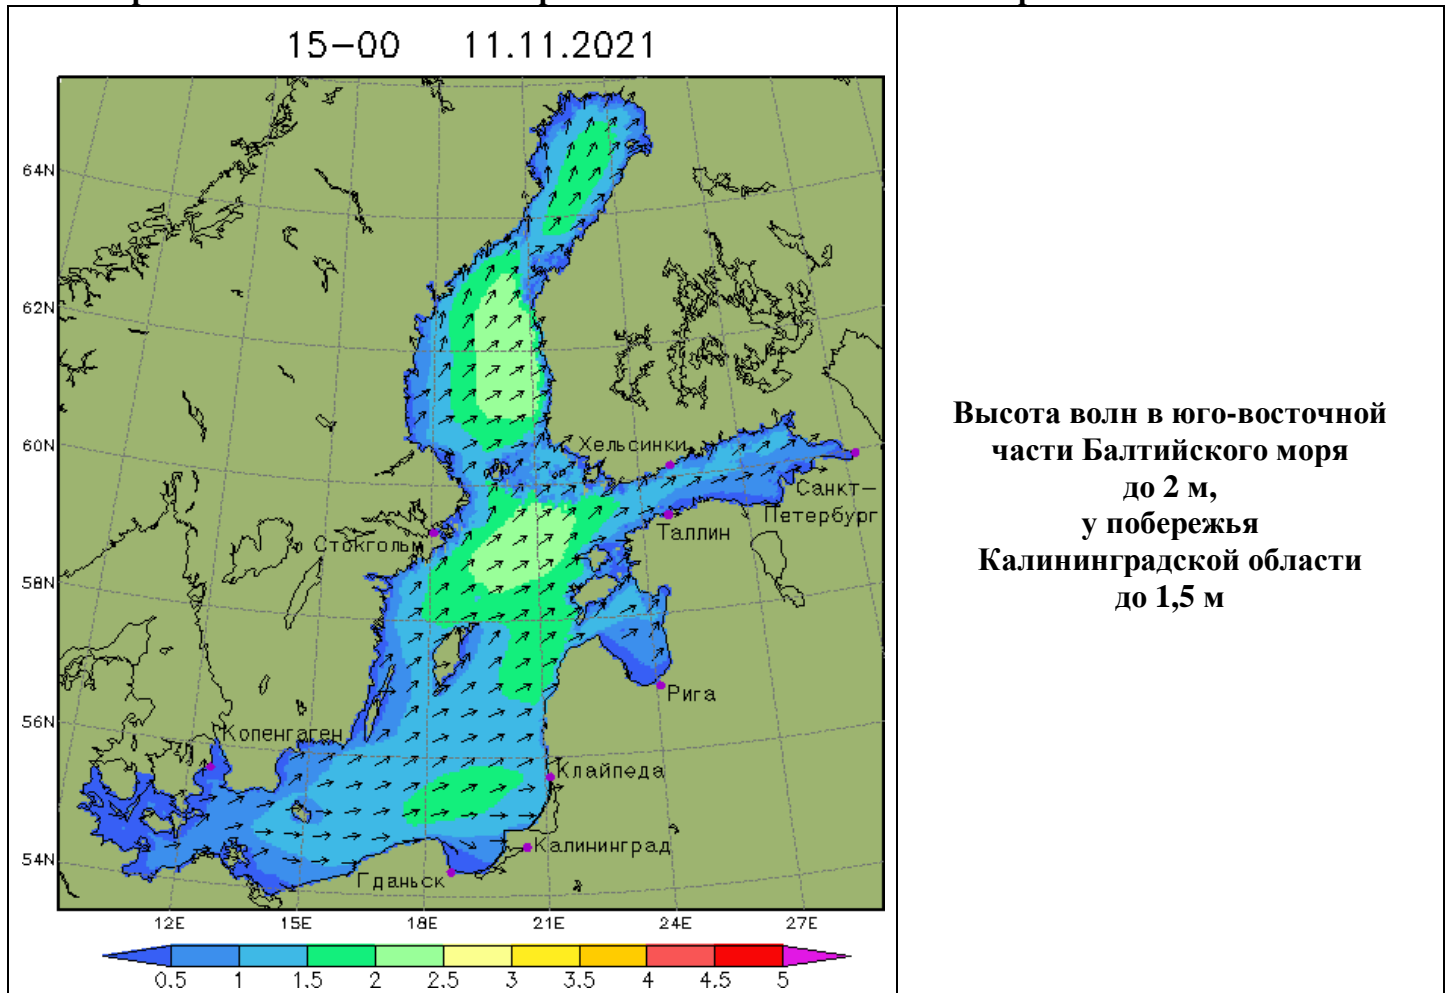 15-00 11.11.2021
64N
62N
60N
58N
56N
54N
Хельсинки
Санкт-
Петербург
Таллин
Стокгольм
Рига
Копенгаген
Клайпеда
Калининград
Гданьск
12E 15E 18E 21E 24E 27E
0,5 1 1,5 2 2,5 3 3,5 4 4,5 5
Высота волн в юго-восточной
части Балтийского моря
до 2 м,
у побережья
Калининградской области
до 1,5 м